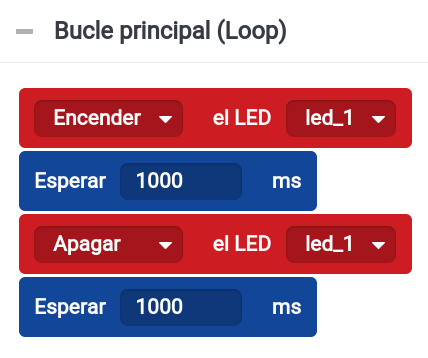 Bucle principal (Loop)
Encender el LED led_1
Esperar 1000 ms
Apagar el LED led_1
Esperar 1000 ms